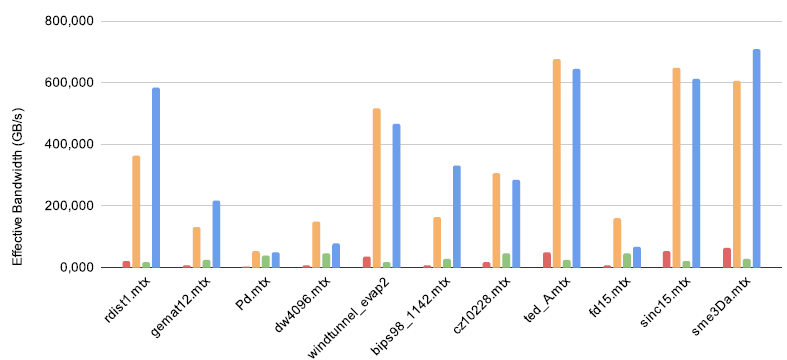 800,000
600,000
400,000
200,000
0,000
Effective Bandwidth (GB/s)
rdist1.mtx
gemat12.mtx
Pd.mtx
dw4096.mtx
windtunnel_evap2
bips98_1142.mtx
cz10228.mtx
ted_A.mtx
fd15.mtx
sinc15.mtx
sme3Da.mtx